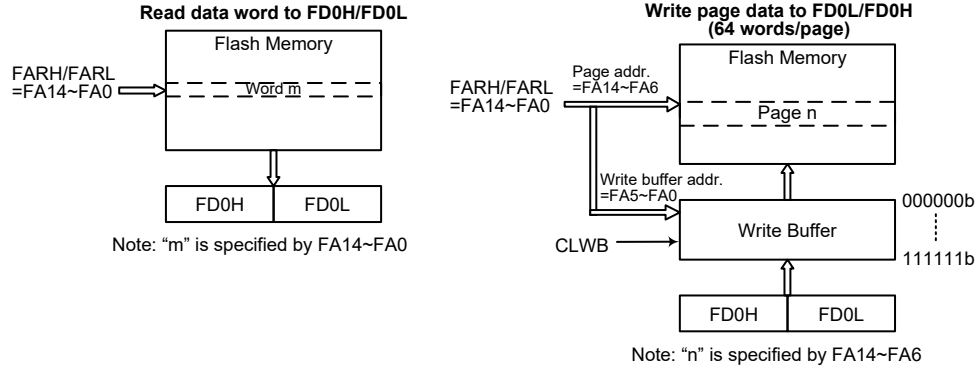 Read data word to FD0H/FD0L
Flash Memory
FARH/FARL
=FA14~FA0
Word m
FD0H
FD0L
Note: “m” is specified by FA14~FA0
Write page data to FD0L/FD0H
(64 words/page)
Flash Memory
FARH/FARL
=FA14~FA0
Page addr.
=FA14~FA6
Page n
Write buffer addr.
=FA5~FA0
000000b
Write Buffer
CLWB
111111b
FD0H
FD0L
Note: “n” is specified by FA14~FA6